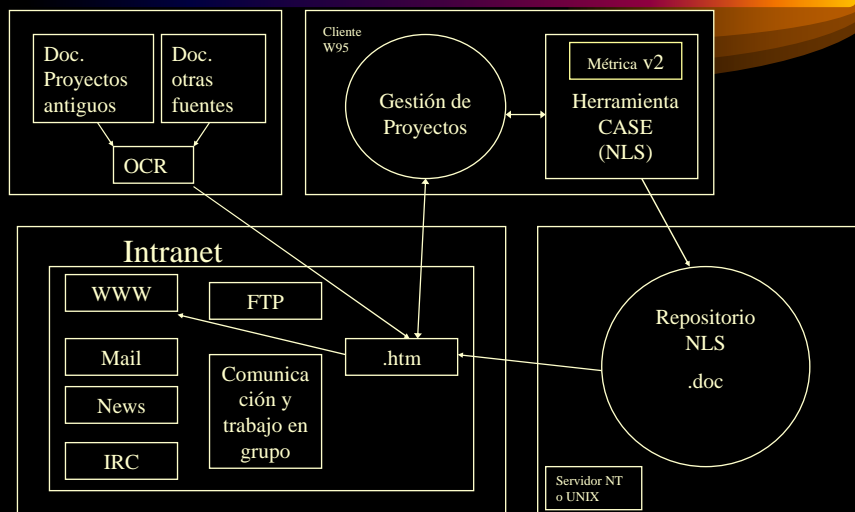 Doc.
Proyectos
antiguos
Doc.
otras
fuentes
OCR
Cliente
W95
Gestión de
Proyectos
Métrica v2
Herramienta
CASE
(NLS)
Intranet
WWW
FTP
Mail
News
IRC
Comunica
ción y
trabajo en
grupo
.htm
Repositorio
NLS
.doc
Servidor NT
o UNIX